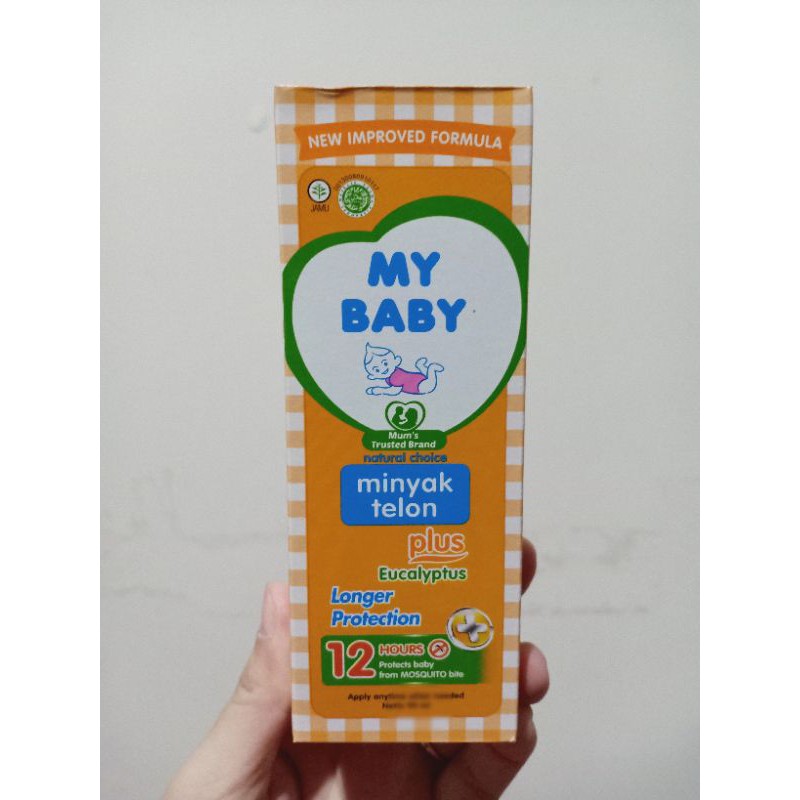 NEW IMPROVED FORMULA
JAMU
MY
BABY
Mum's
Trusted Brand
natural choice
minyak
telon
plus
Eucalyptus
Longer
Protection
12 HOURS
Protects baby
from MOSQUITO bite
Apply